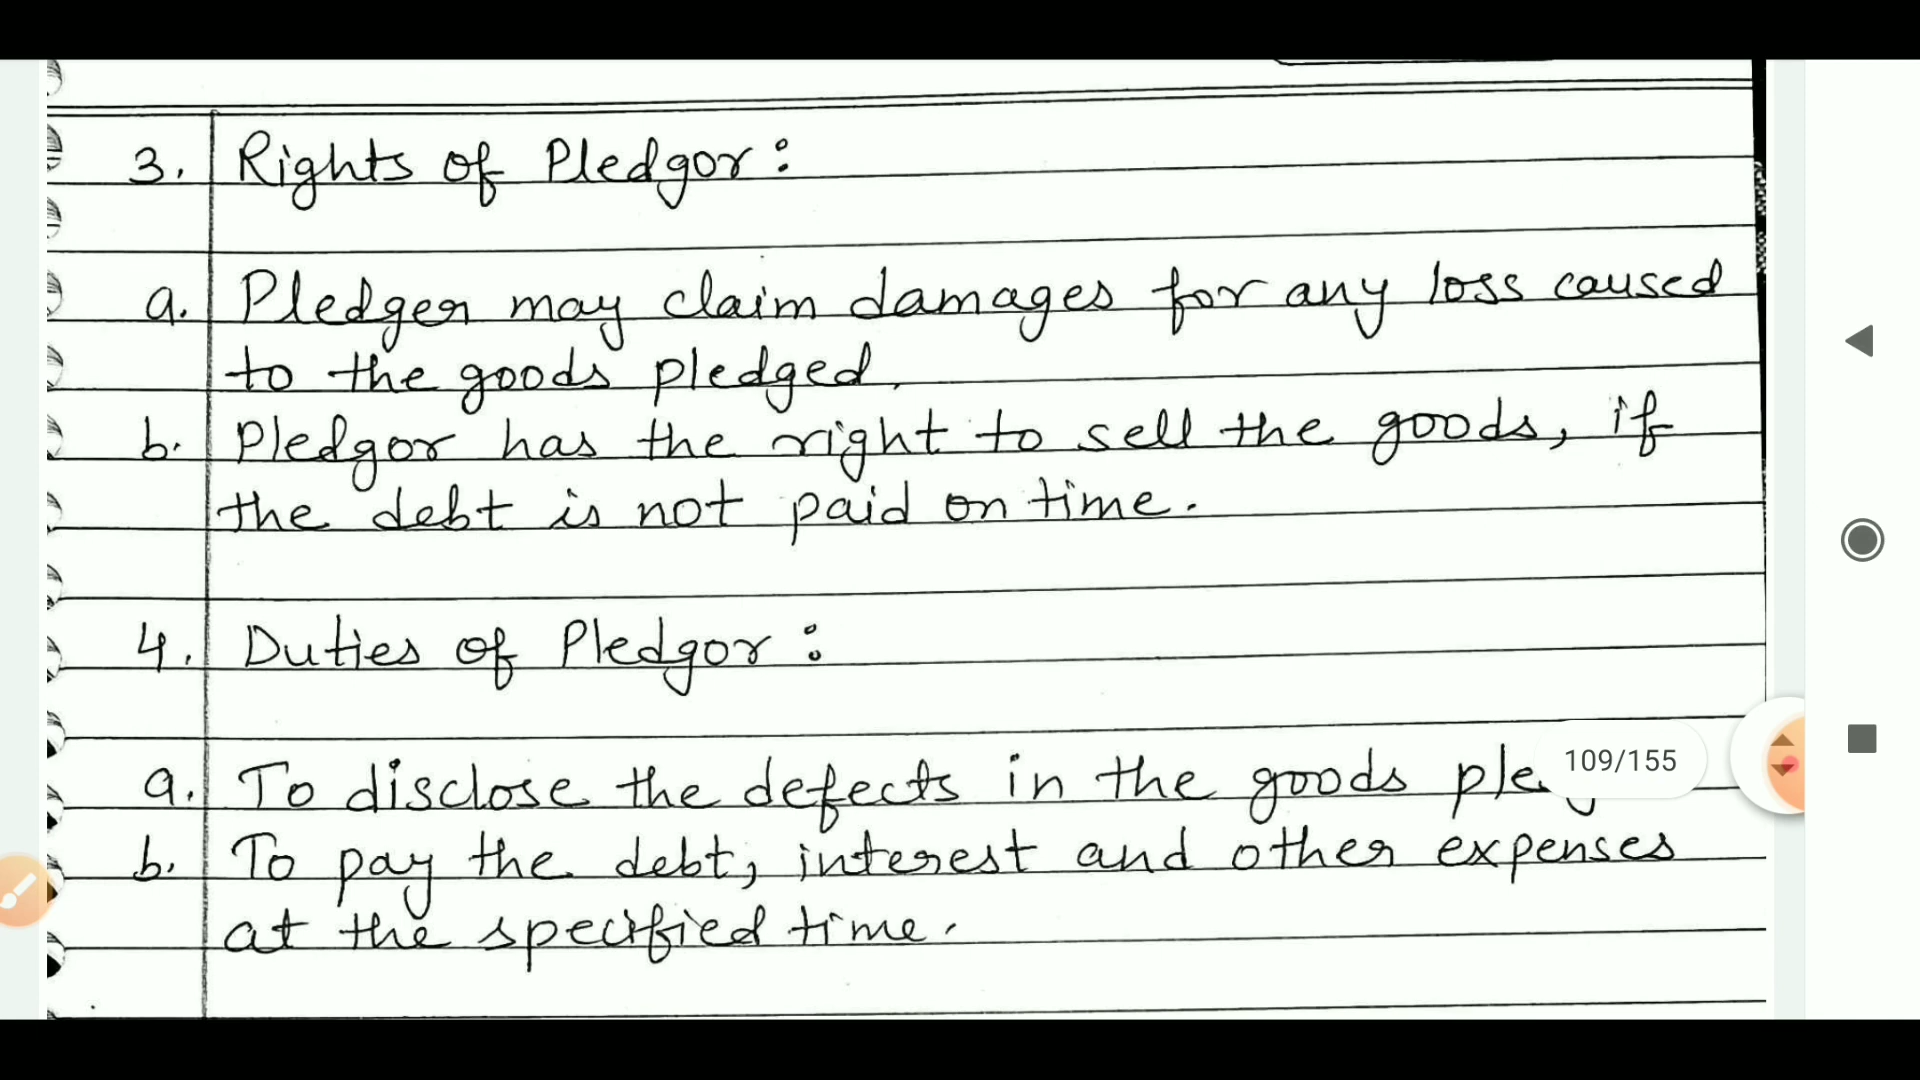 3. Rights of Pledgor:
a. Pledger may claim damages for any loss caused
to the goods pledged.
b. Pledgor has the right to sell the goods, if
the debt is not paid on time.
4. Duties of Pledgor:
a. To disclose the defects in the goods
109/155
b. To pay the debt, interest and other expenses
at the specified time.